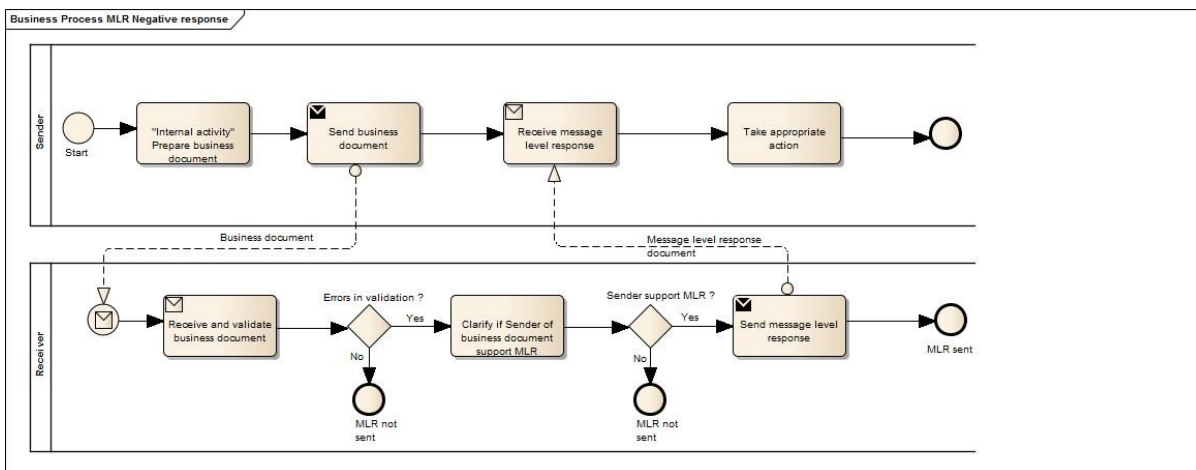 Business Process MLR Negative response
Sender
Start
"Internal activity"
Prepare business
document
Send business
document
Receive message
level response
Take appropriate
action
Business document
Message level response
document
Receiver
Receive and validate
business document
Errors in validation ?
Yes
No
MLR not
sent
Clarify if Sender of
business document
support MLR
Sender support MLR ?
Yes
No
MLR not
sent
Send message level
response
MLR sent